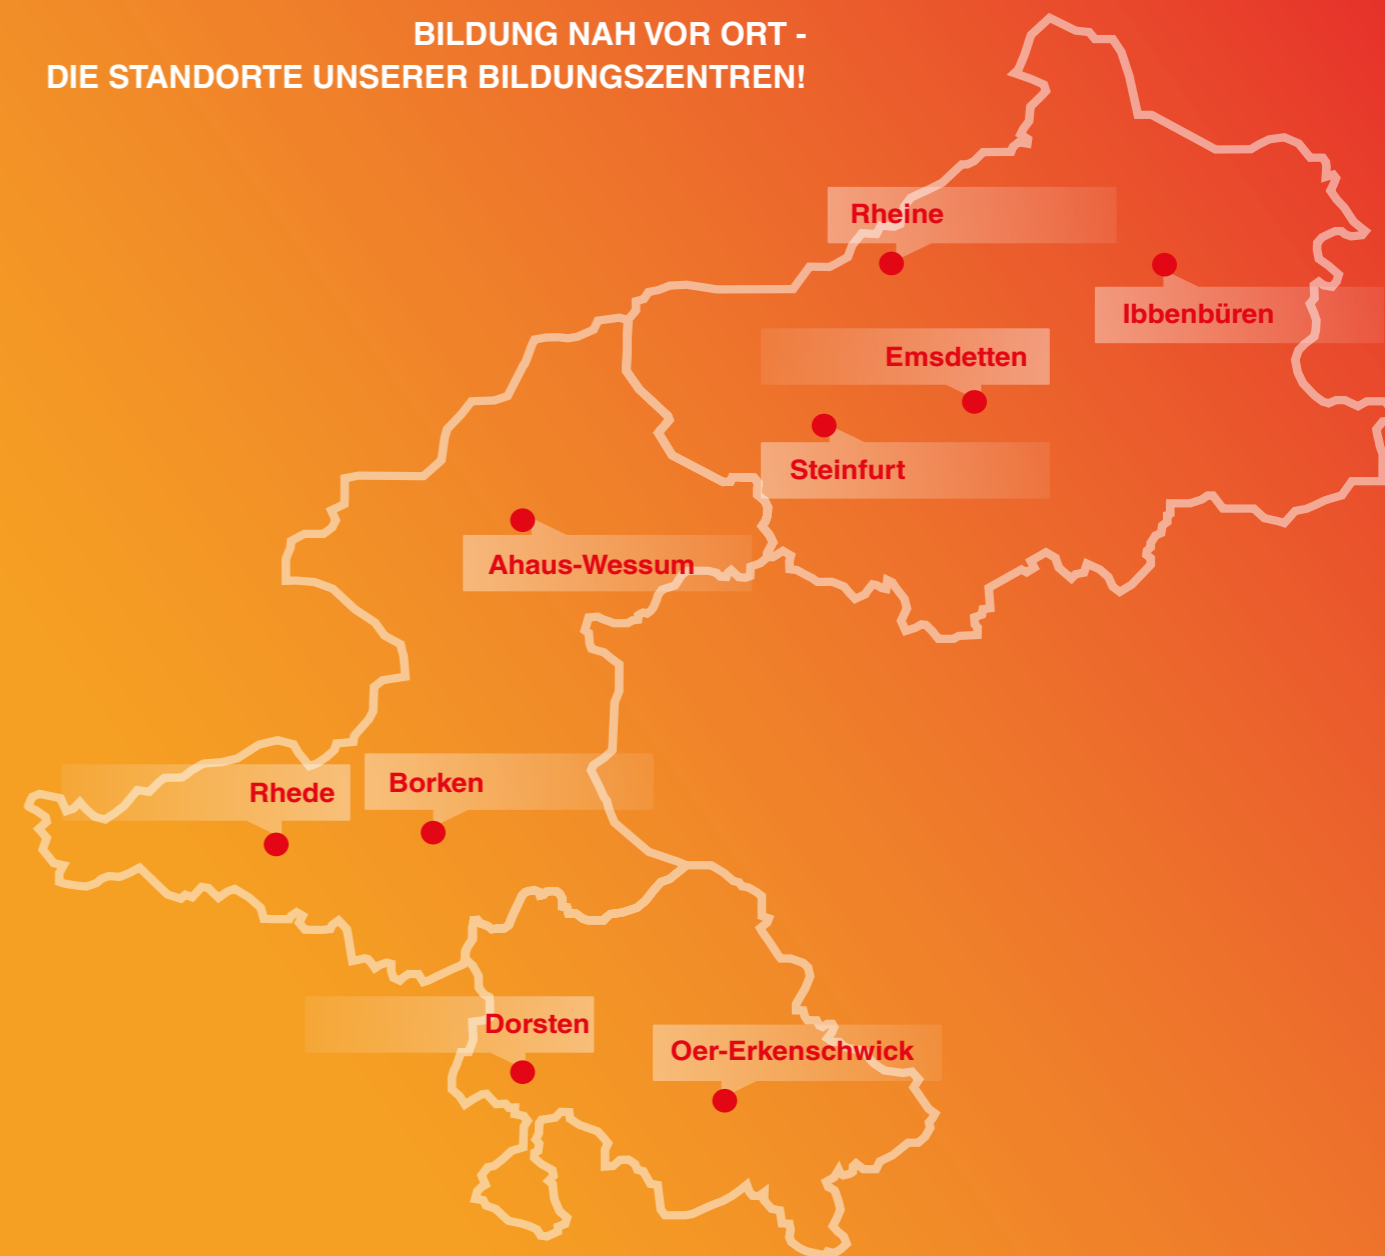 BILDUNG NAH VOR ORT -
DIE STANDORTE UNSERER BILDUNGSZENTREN!
Rheine
Ibbenbüren
Emsdetten
Steinfurt
Ahaus-Wessum
Borken
Rhede
Dorsten
Oer-Erkenschwick